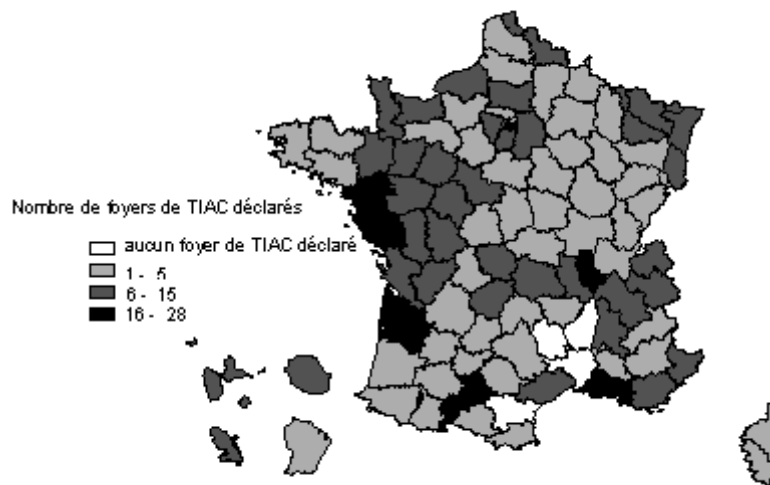 Nombre de foyers de TIAC déclarés
aucun foyer de TIAC déclaré
1 - 5
6 - 15
16 - 28